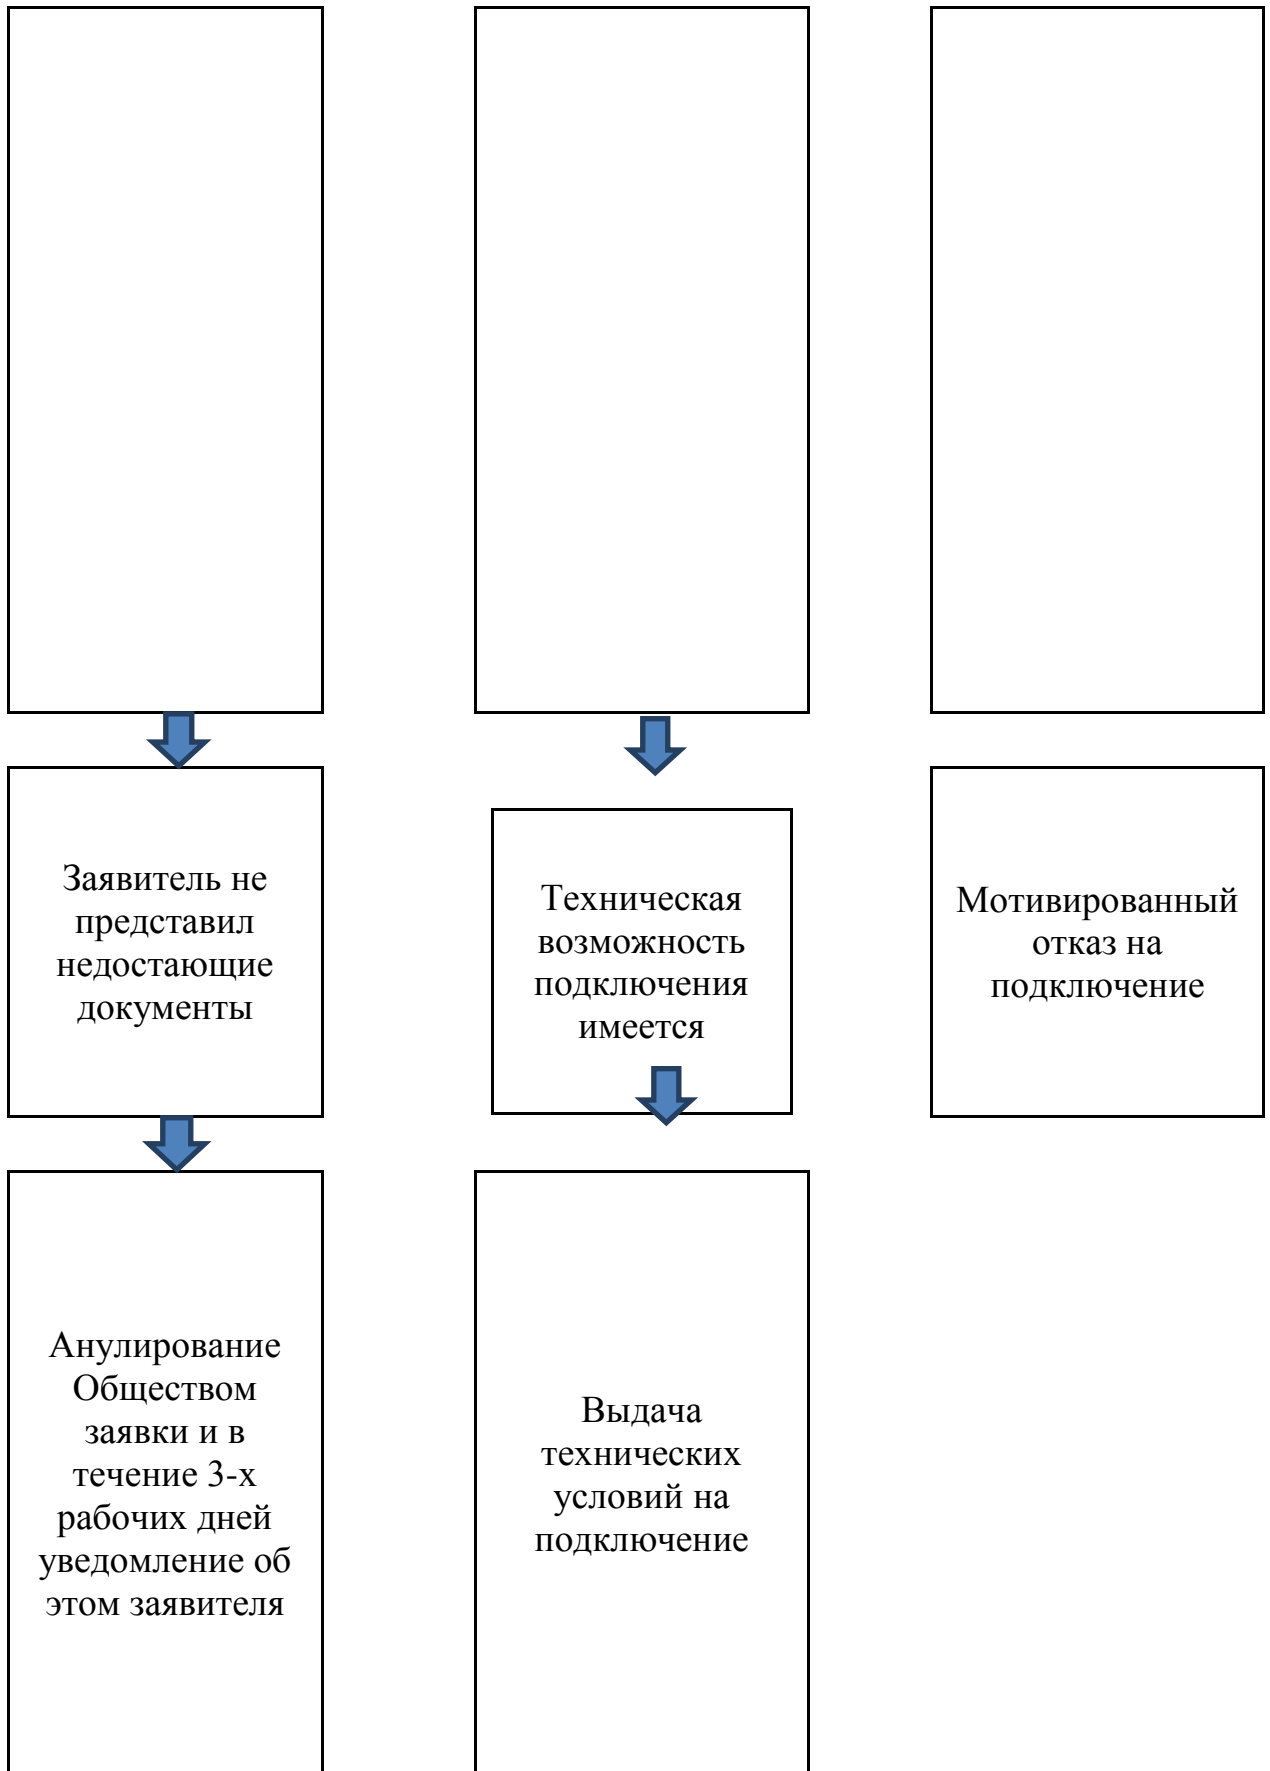 Заявитель не
представил
недостающие
документы
Техническая
возможность
подключения
имеется
Мотивированный
отказ на
подключение
Анулирование
Обществом
заявки и в
течение 3-х
рабочих дней
уведомление об
этом заявителя
Выдача
технических
условий на
подключение